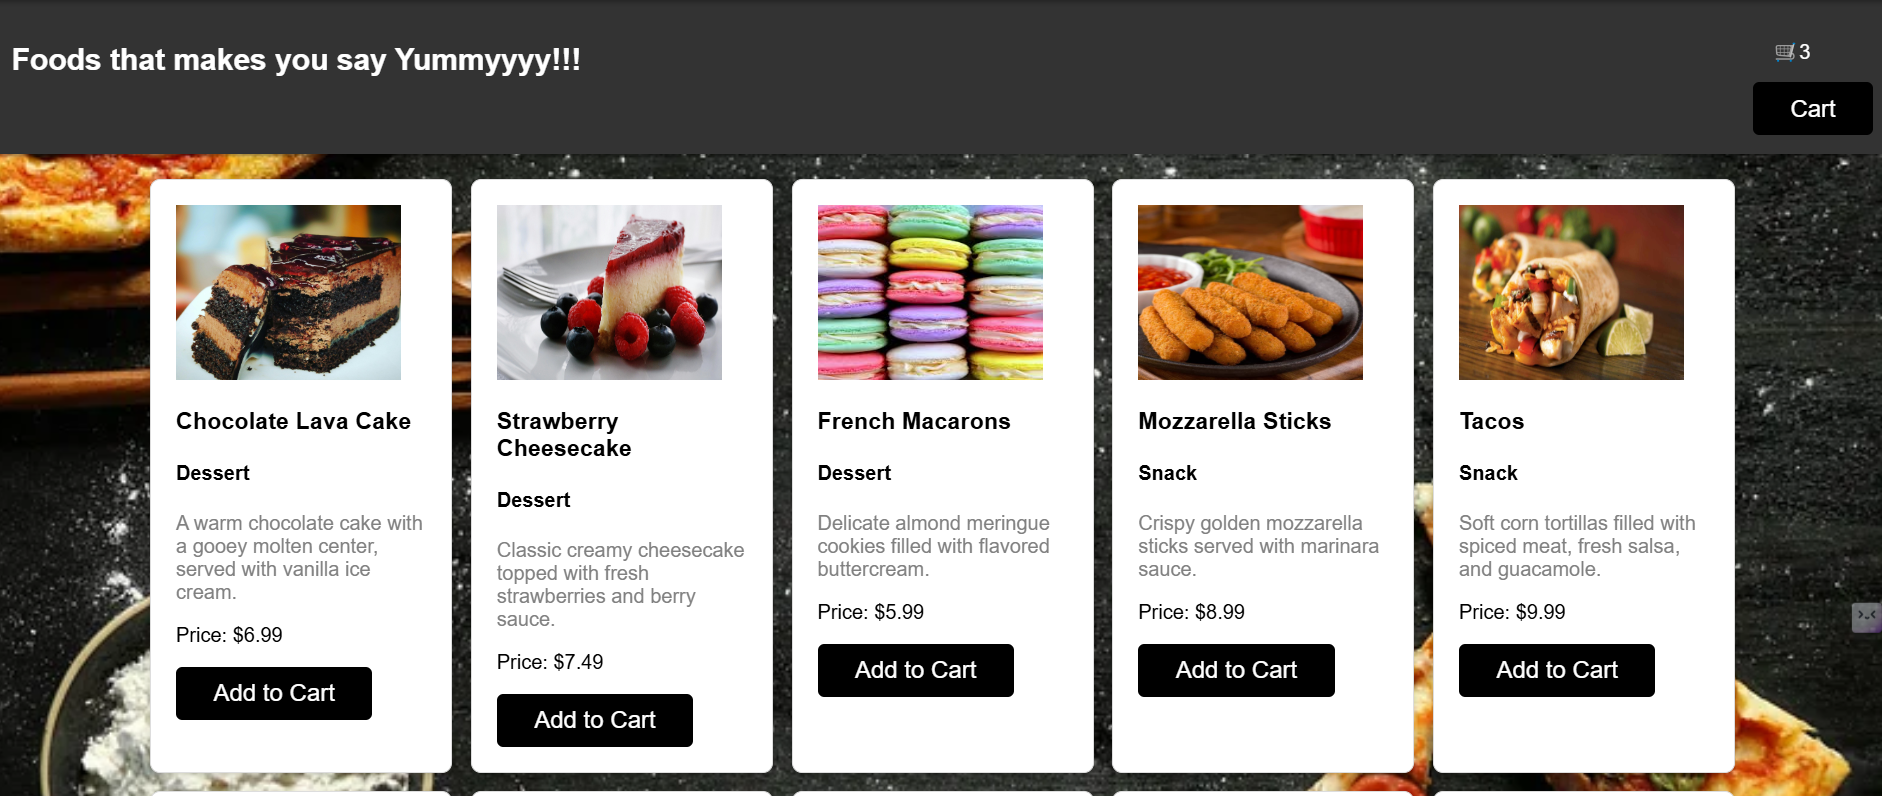 Foods that makes you say Yummyyyy!!!
3
Cart
Chocolate Lava Cake
Dessert
A warm chocolate cake with
a gooey molten center,
served with vanilla ice
cream.
Price: $6.99
Add to Cart
Strawberry
Cheesecake
Dessert
Classic creamy cheesecake
topped with fresh
strawberries and berry
sauce.
Price: $7.49
Add to Cart
French Macarons
Dessert
Delicate almond meringue
cookies filled with flavored
buttercream.
Price: $5.99
Add to Cart
Mozzarella Sticks
Snack
Crispy golden mozzarella
sticks served with marinara
sauce.
Price: $8.99
Add to Cart
Tacos
Snack
Soft corn tortillas filled with
spiced meat, fresh salsa,
and guacamole.
Price: $9.99
Add to Cart